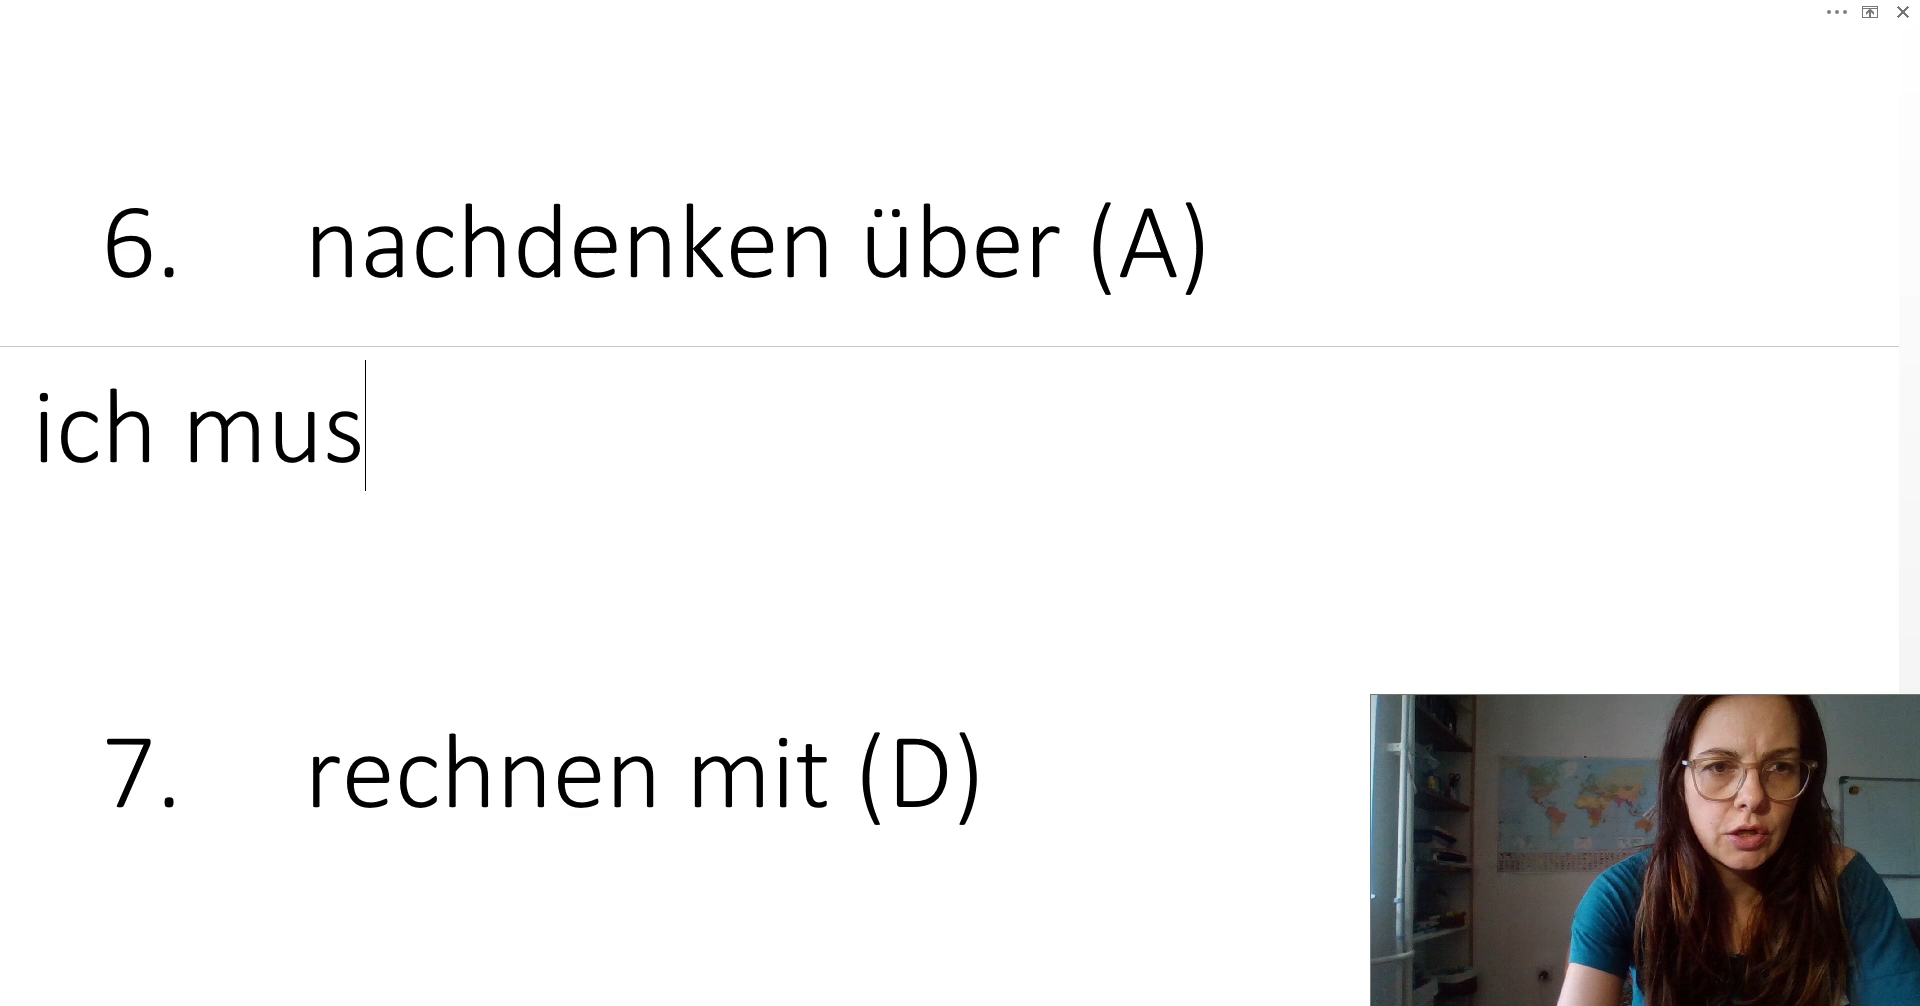 6. nachdenken über (A)
ich mus
7. rechnen mit (D)